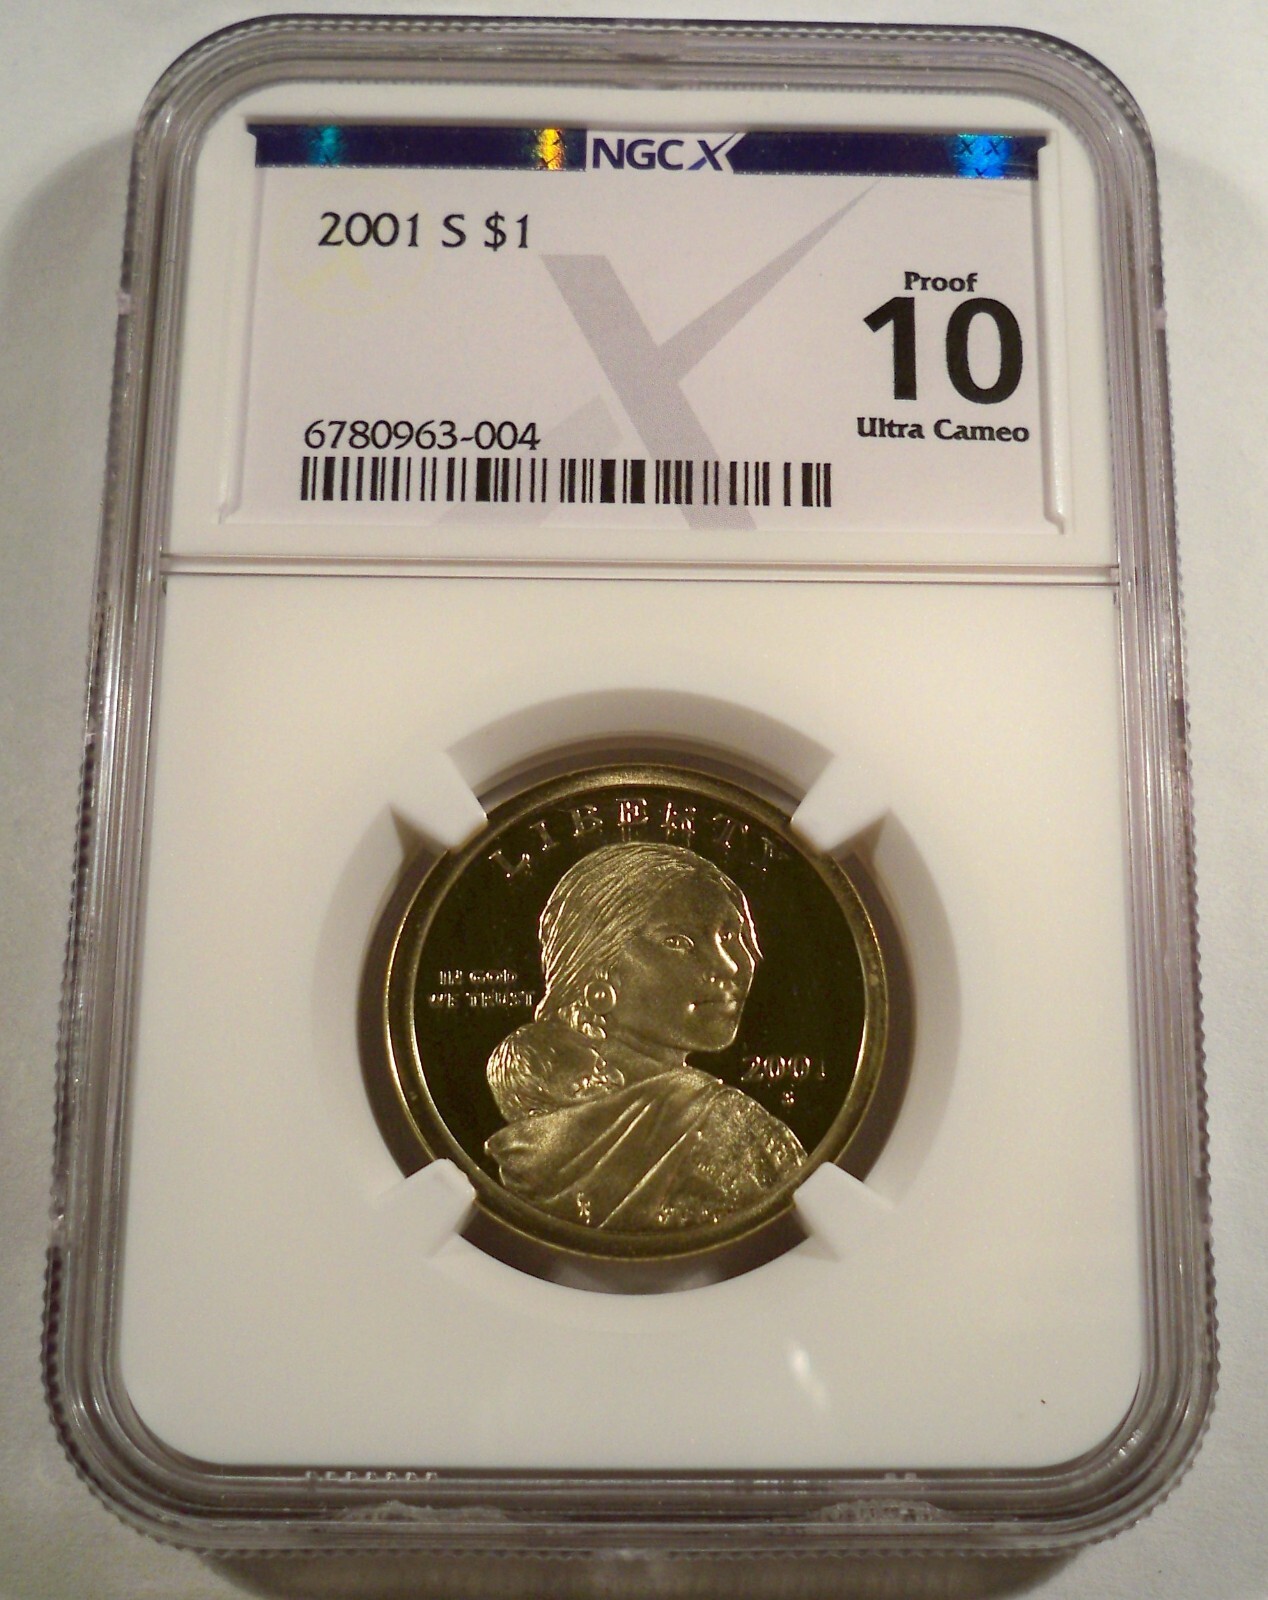 NGCX
2001 S $1
Proof
10
Ultra Cameo
6780963-004
LIBERTY
IN GOD
WE TRUST
2001
S